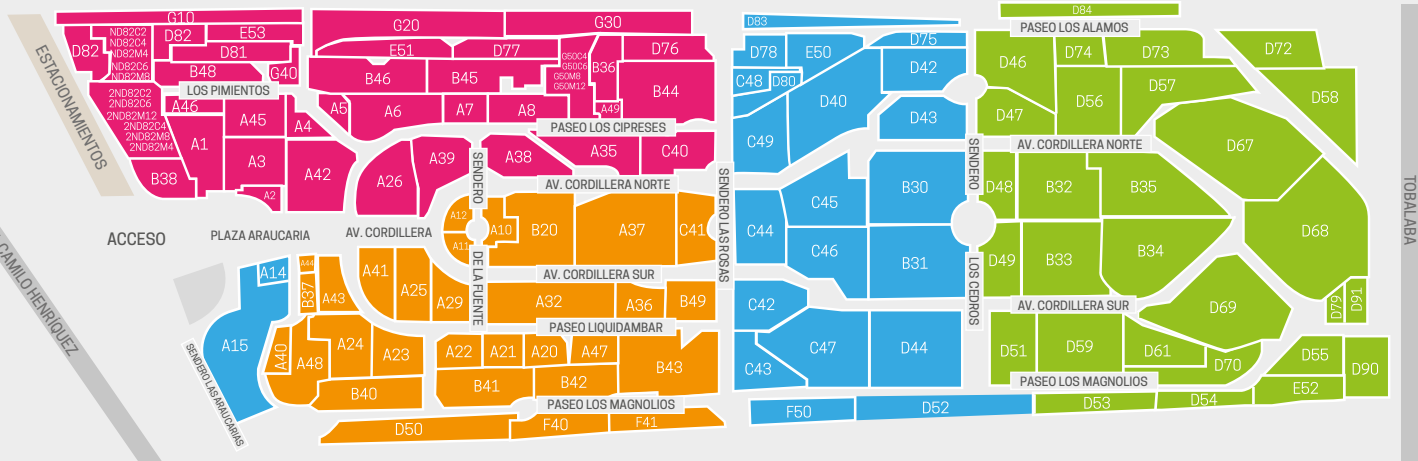 G10
G20
G30
D83
D84
PASEO LOS ALAMOS
ESTACIONAMIENTOS
D82
ND82C2
ND82C4
ND82M4
ND82C6
ND82M8
D82
E53
D81
B48
G40
E51
D77
G50C4
G50C6
G50M8
G50M12
B36
D76
D78
E50
D75
D46
D74
D73
D72
LOS PIMIENTOS
B46
B45
B44
C48
D80
D40
D42
D56
D57
D58
2ND82C2
2ND82C6
2ND82M12
2ND82C4
2ND82M8
2ND82M4
A46
A45
A4
A5
A6
A7
A8
A49
D43
D47
PASEO LOS CIPRESES
A1
A3
A42
A2
B38
A26
A39
SENDERO
A38
A35
C40
C49
SENDERO
AV. CORDILLERA NORTE
D67
AV. CORDILLERA NORTE
SENDERO LAS ROSAS
C45
B30
D48
B32
B35
TOBALABA
ACCESO
PLAZA ARAUCARIA
AV. CORDILLERA
A12
A11
A10
B20
A37
C41
C44
C46
B31
D49
B33
B34
D68
CAMILO HENRÍQUEZ
A14
A44
B37
A43
A41
A25
A29
DE LA FUENTE
AV. CORDILLERA SUR
A32
A36
B49
C42
LOS CEDROS
AV. CORDILLERA SUR
D69
D79
D91
PASEO LIQUIDAMBAR
A15
SENDERO LAS ARAUCARIAS
A40
A48
A24
A23
A22
A21
A20
A47
B43
C43
C47
D44
D51
D59
D61
D70
D55
D90
B40
B41
B42
PASEO LOS MAGNOLIOS
E52
PASEO LOS MAGNOLIOS
D50
F40
F41
F50
D52
D53
D54